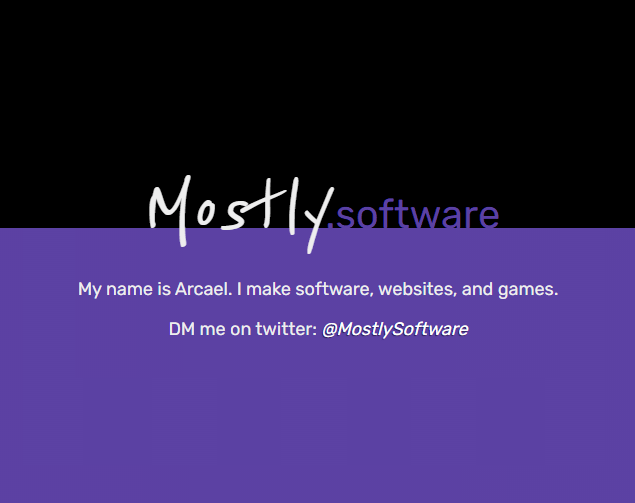 Mostly.software
My name is Arcael. I make software, websites, and games.
DM me on twitter: @MostlySoftware